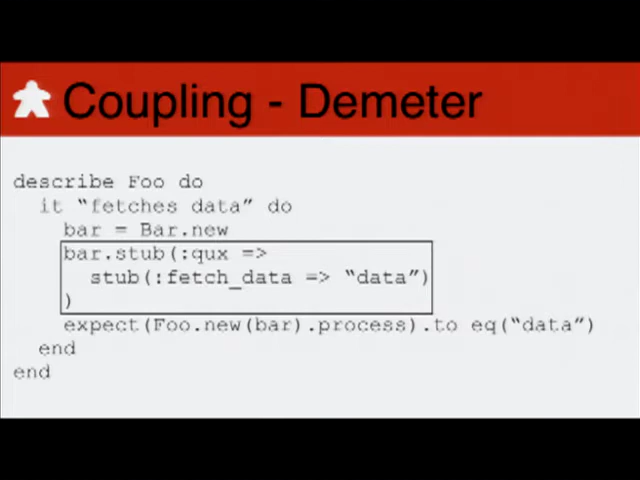 Coupling - Demeter
describe Foo do
it “fetches data” do
bar = Bar.new
bar.stub(:qux =>
stub(:fetch_data => “data”)
)
expect(Foo.new(bar).process).to eq(“data”)
end
end